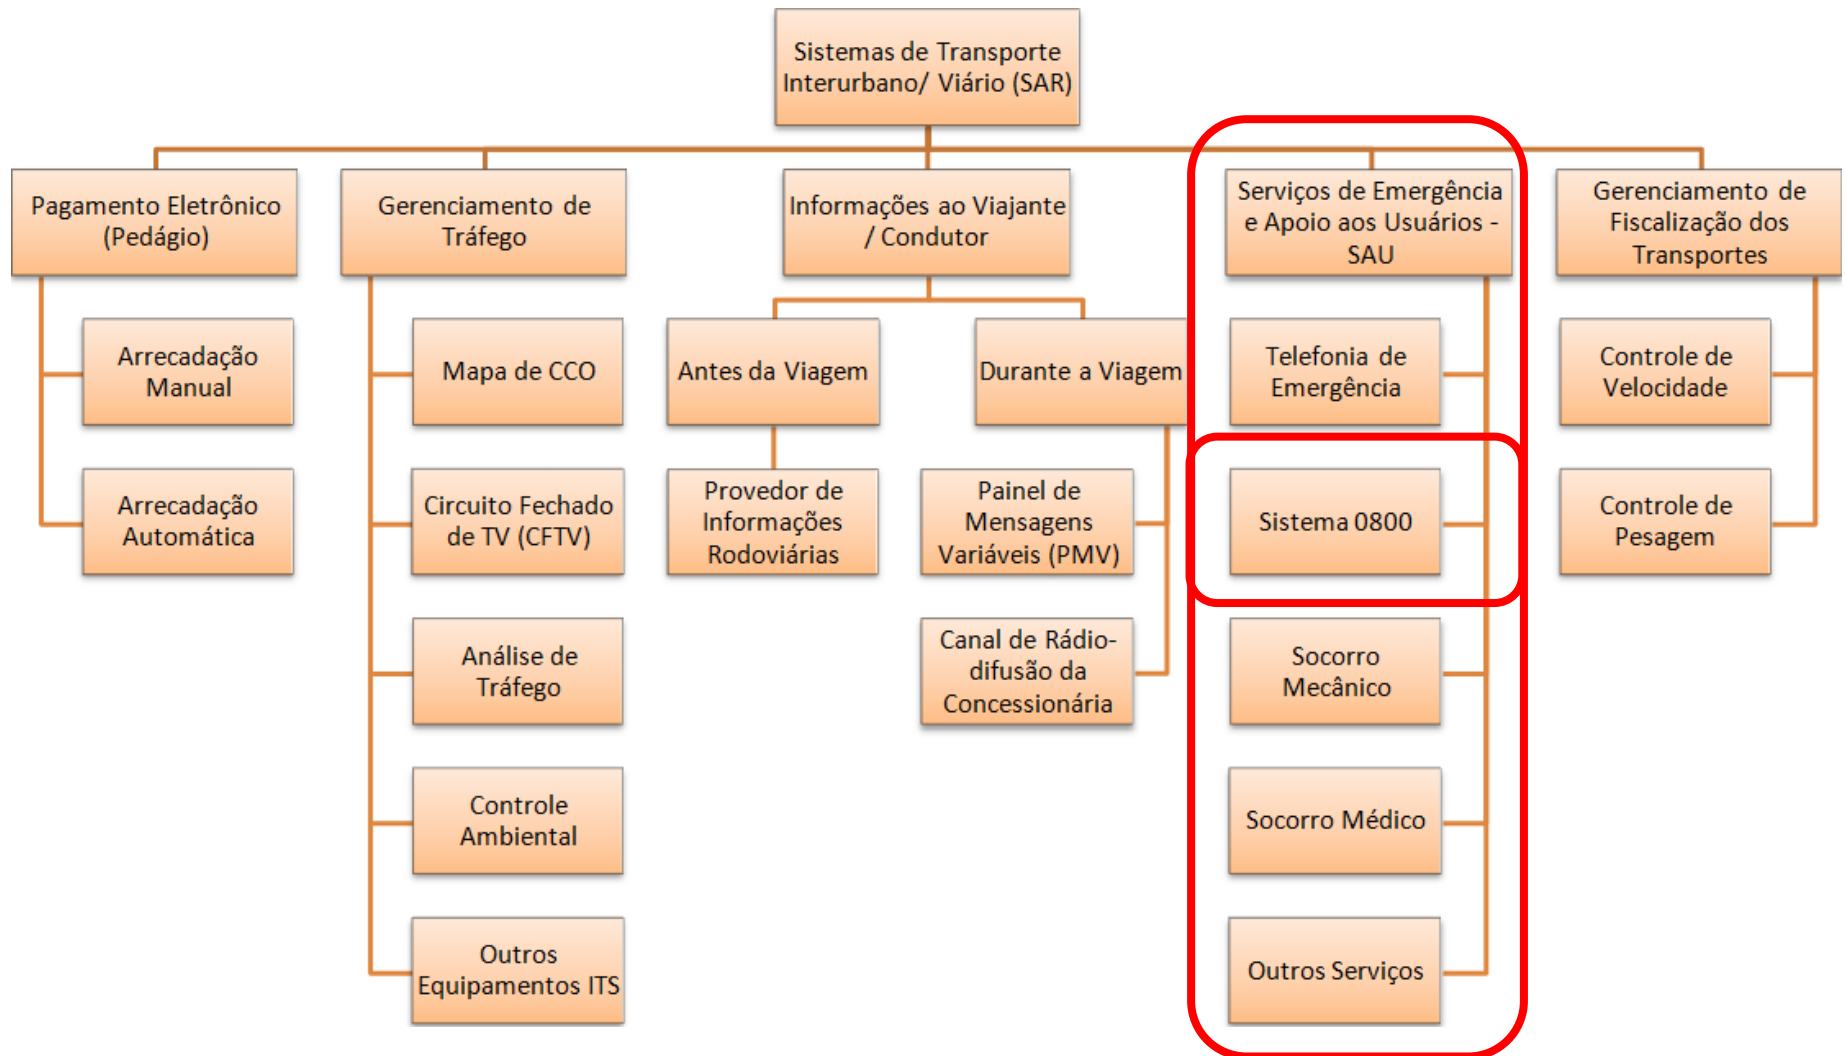 Sistemas de Transporte
Interurbano/ Viário (SAR)
Pagamento Eletrônico
(Pedágio)
Arrecadação
Manual
Arrecadação
Automática
Gerenciamento de
Tráfego
Mapa de CCO
Circuito Fechado
de TV (CFTV)
Análise de
Tráfego
Controle
Ambiental
Outros
Equipamentos ITS
Informações ao Viajante
/ Condutor
Antes da Viagem
Provedor de
Informações
Rodoviárias
Durante a Viagem
Painel de
Mensagens
Variáveis (PMV)
Canal de Rádio-
difusão da
Concessionária
Serviços de Emergência
e Apoio aos Usuários -
SAU
Telefonia de
Emergência
Sistema 0800
Socorro
Mecânico
Socorro Médico
Outros Serviços
Gerenciamento de
Fiscalização dos
Transportes
Controle de
Velocidade
Controle de
Pesagem